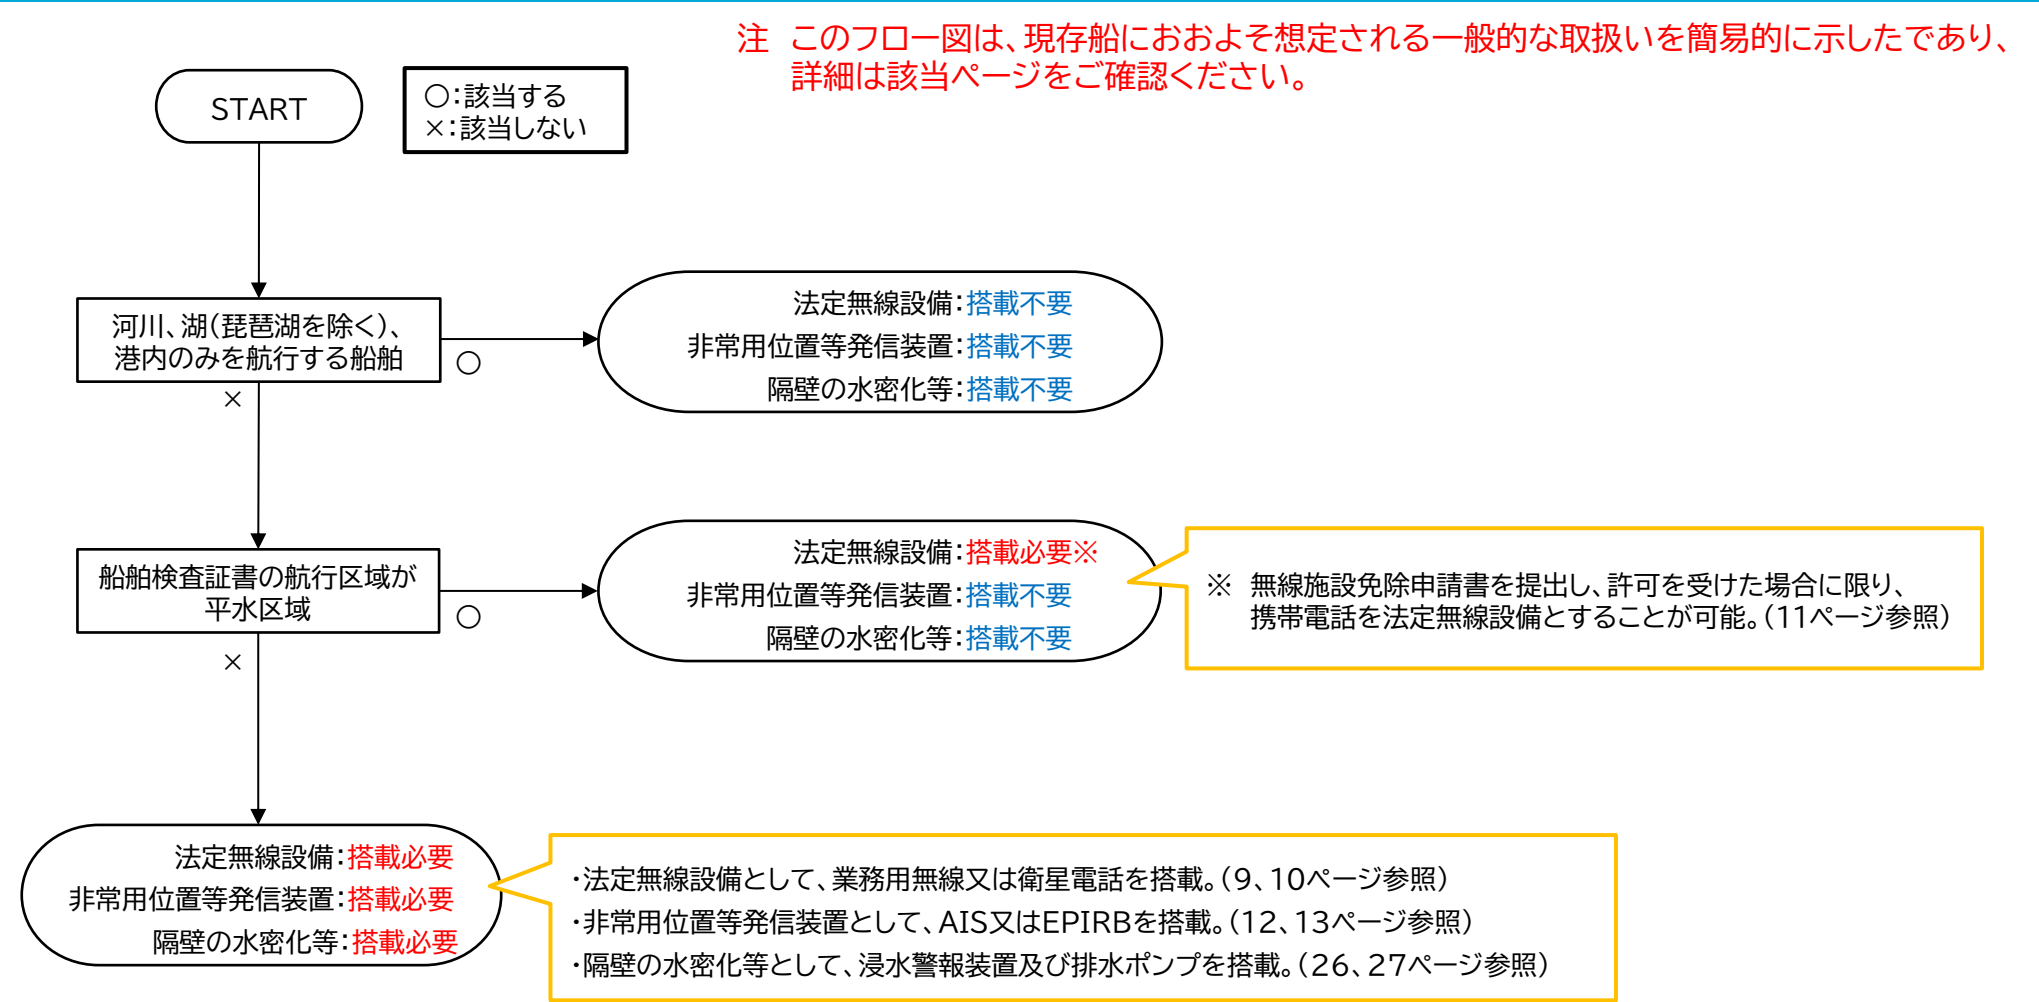 注 このフロー図は、現存船におおよそ想定される一般的な取扱いを簡易的に示したであり、
詳細は該当ページをご確認ください。
START
○：該当する
×：該当しない
河川、湖（琵琶湖を除く）、
港内のみを航行する船舶
○
×
法定無線設備：搭載不要
非常用位置等発信装置：搭載不要
隔壁の水密化等：搭載不要
船舶検査証書の航行区域が
平水区域
○
×
法定無線設備：搭載必要※
非常用位置等発信装置：搭載不要
隔壁の水密化等：搭載不要
※ 無線施設免除申請書を提出し、許可を受けた場合に限り、
携帯電話を法定無線設備とすることが可能。（11ページ参照）
法定無線設備：搭載必要
非常用位置等発信装置：搭載必要
隔壁の水密化等：搭載必要
・法定無線設備として、業務用無線又は衛星電話を搭載。（9、10ページ参照）
・非常用位置等発信装置として、AIS又はEPIRBを搭載。（12、13ページ参照）
・隔壁の水密化等として、浸水警報装置及び排水ポンプを搭載。（26、27ページ参照）